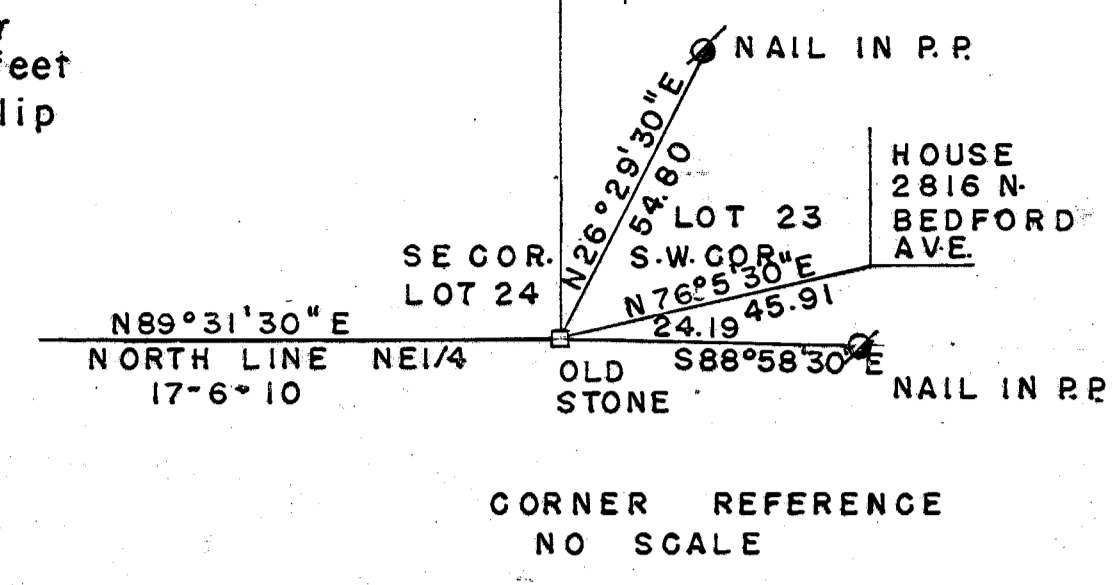 feet
NAIL IN P.P.
N26°29'30"E
54.80
HOUSE
2816 N.
BEDFORD
AVE.
LOT 23
S.W. COR.
SE COR.
LOT 24
N76°5'30"E
45.91
24.19
S88°58'30"E
N89°31'30"E
NORTH LINE NE1/4
17-6-10
OLD
STONE
NAIL IN P.P.
CORNER REFERENCE
NO SCALE